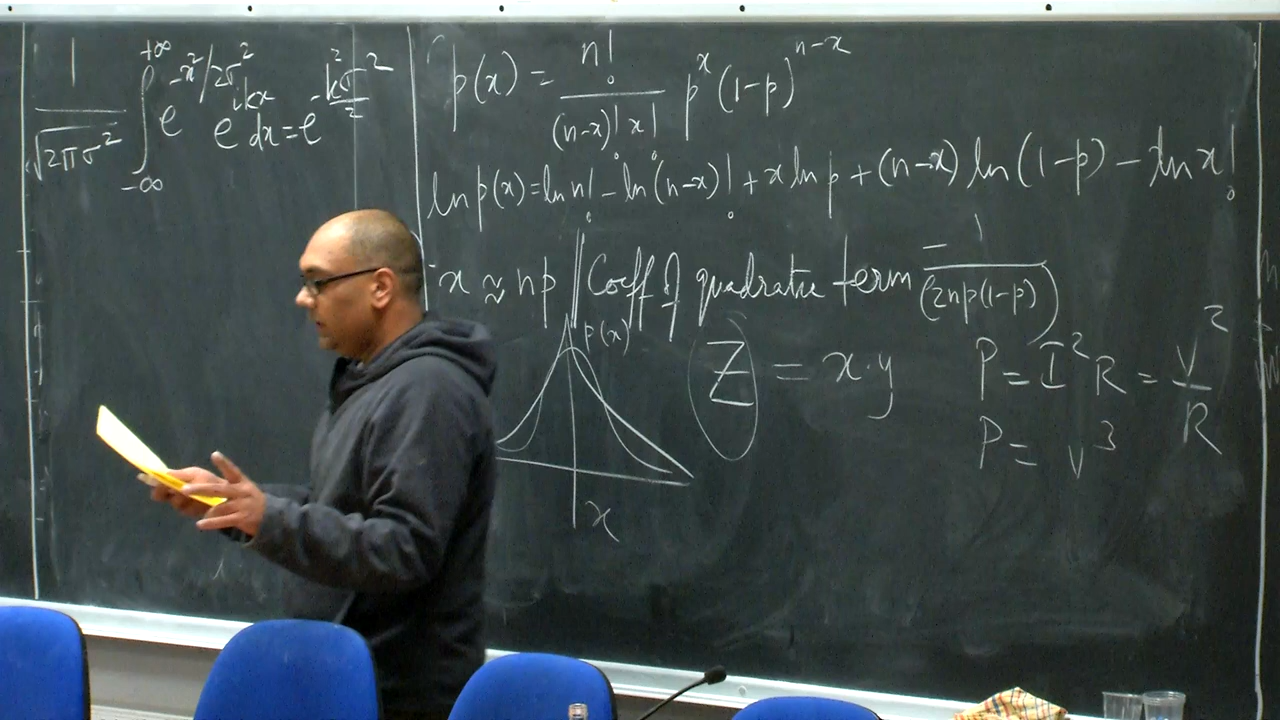 1/√(2πσ²) ∫_{-∞}^{+∞} e^{-x²/2σ²} e^{ikx} dx = e^{-k²σ²/2}
p(x) = n!/((n-x)! x!) p^x (1-p)^{n-x}
ln p(x) = ln n! - ln (n-x)! + x ln p + (n-x) ln (1-p) - ln x!
x ≈ np || Coeff of quadratic term -1/(2np(1-p))
p(x)
Z = x·y
P = I²R = V²/R
P = v³
x